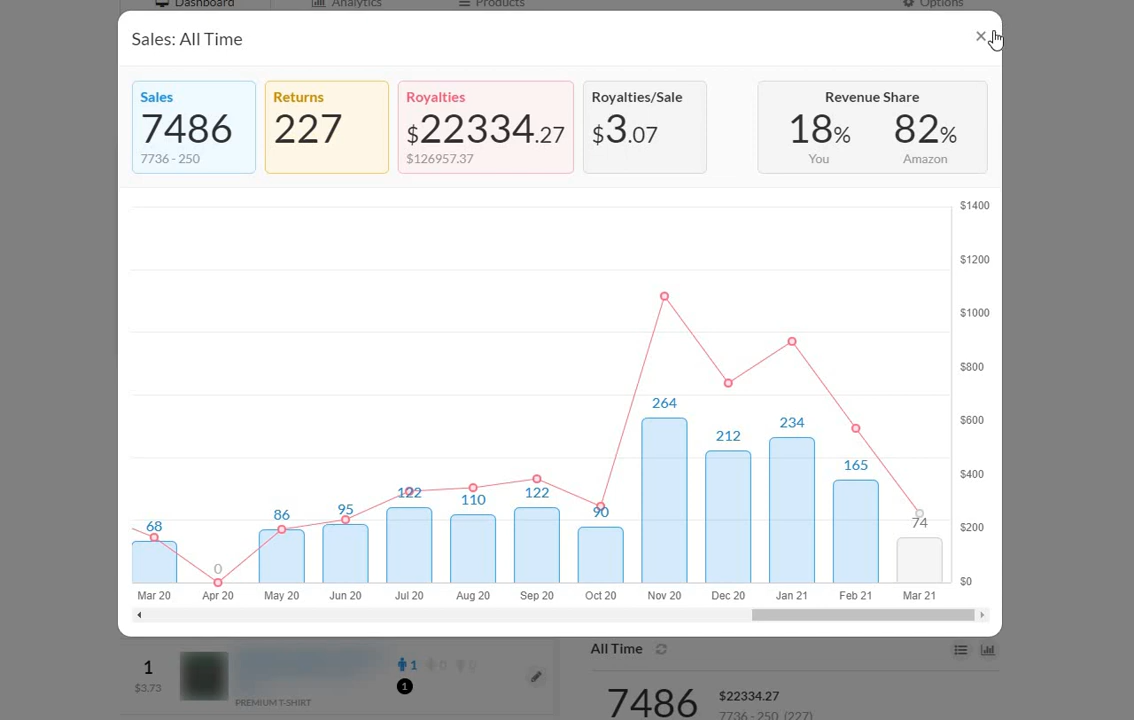 Dashboard Analytics Products Options
Sales: All Time ×
Sales Returns Royalties Royalties/Sale Revenue Share
7486 227 $22334.27 $3.07 18% 82%
7736 - 250 $126957.37 You Amazon
$1400
$1200
$1000
$800
$600
$400
$200
$0
68 0 86 95 122 110 122 90 264 212 234 165 74
Mar 20 Apr 20 May 20 Jun 20 Jul 20 Aug 20 Sep 20 Oct 20 Nov 20 Dec 20 Jan 21 Feb 21 Mar 21
1 1 0 0
$3.73 1
PREMIUM T-SHIRT
All Time
7486 $22334.27
7736 - 250 (227)